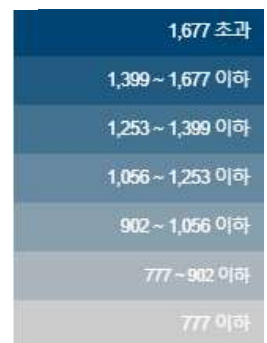 1,677 초과
1,399 ~ 1,677 이하
1,253 ~ 1,399 이하
1,056 ~ 1,253 이하
902 ~ 1,056 이하
777 ~ 902 이하
777 이하